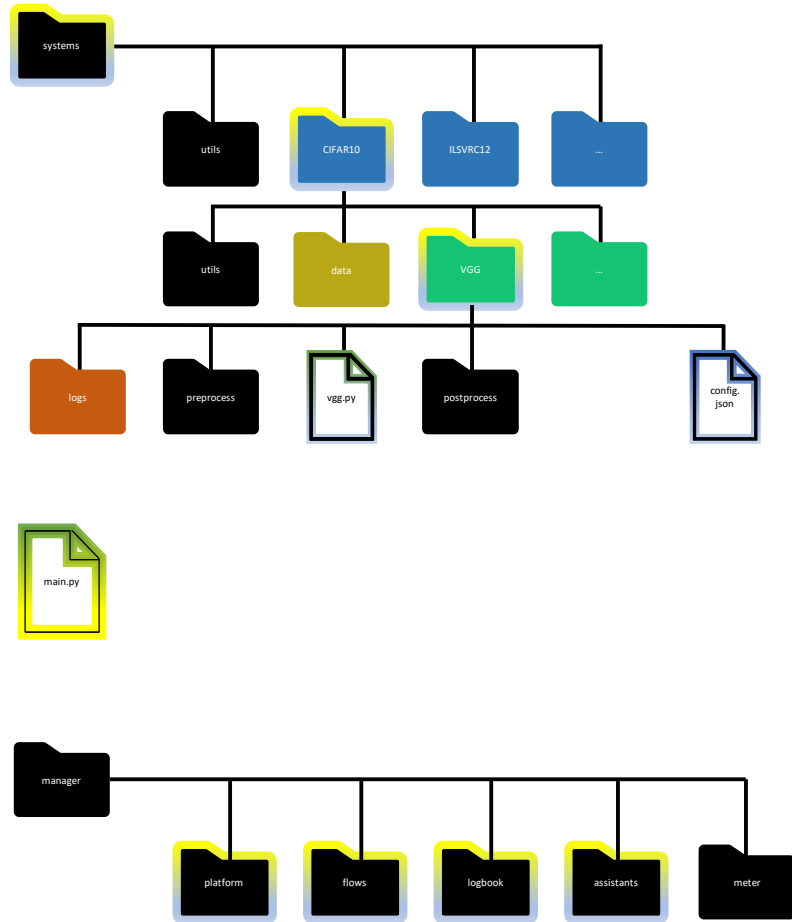 systems
utils
CIFAR10
ILSVRC12
...
utils
data
VGG
...
logs
preprocess
vgg.py
postprocess
config.
json
main.py
manager
platform
flows
logbook
assistants
meter